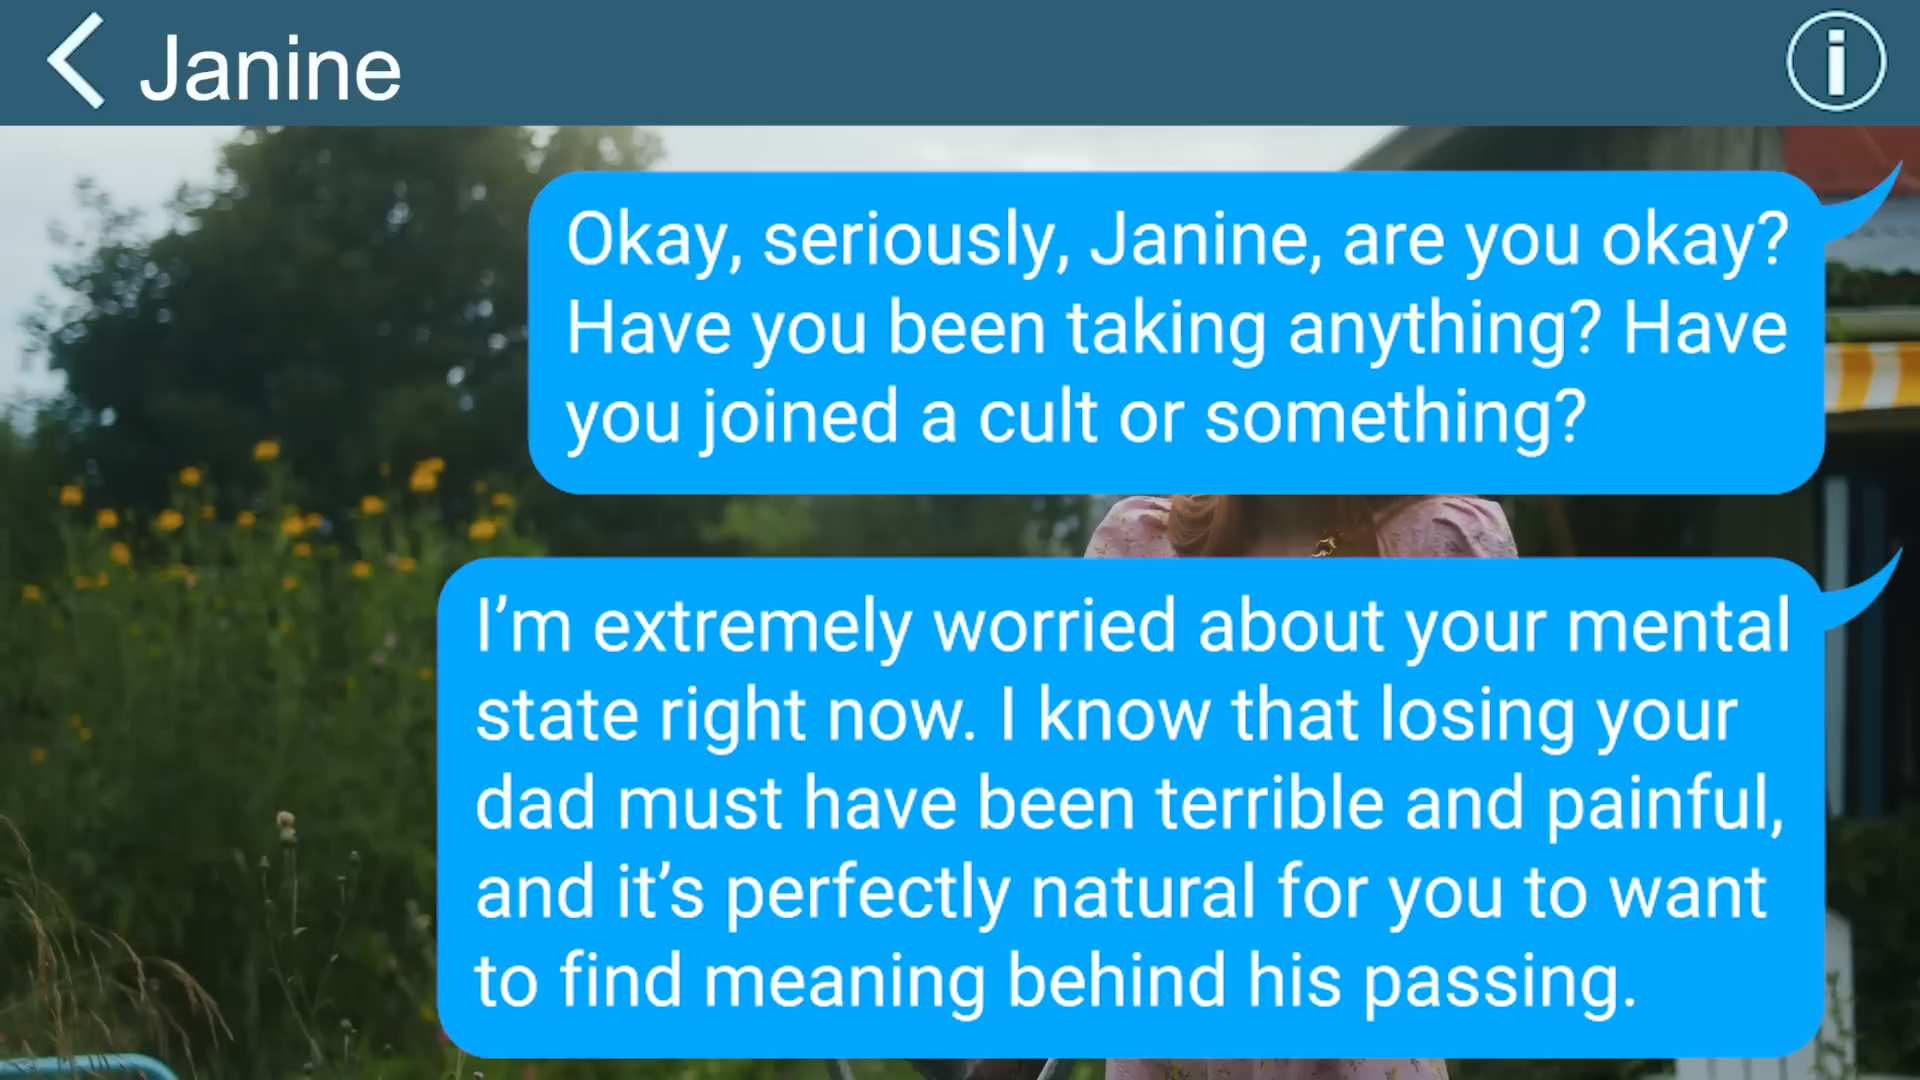 Janine
Okay, seriously, Janine, are you okay?
Have you been taking anything? Have
you joined a cult or something?
I’m extremely worried about your mental
state right now. I know that losing your
dad must have been terrible and painful,
and it’s perfectly natural for you to want
to find meaning behind his passing.